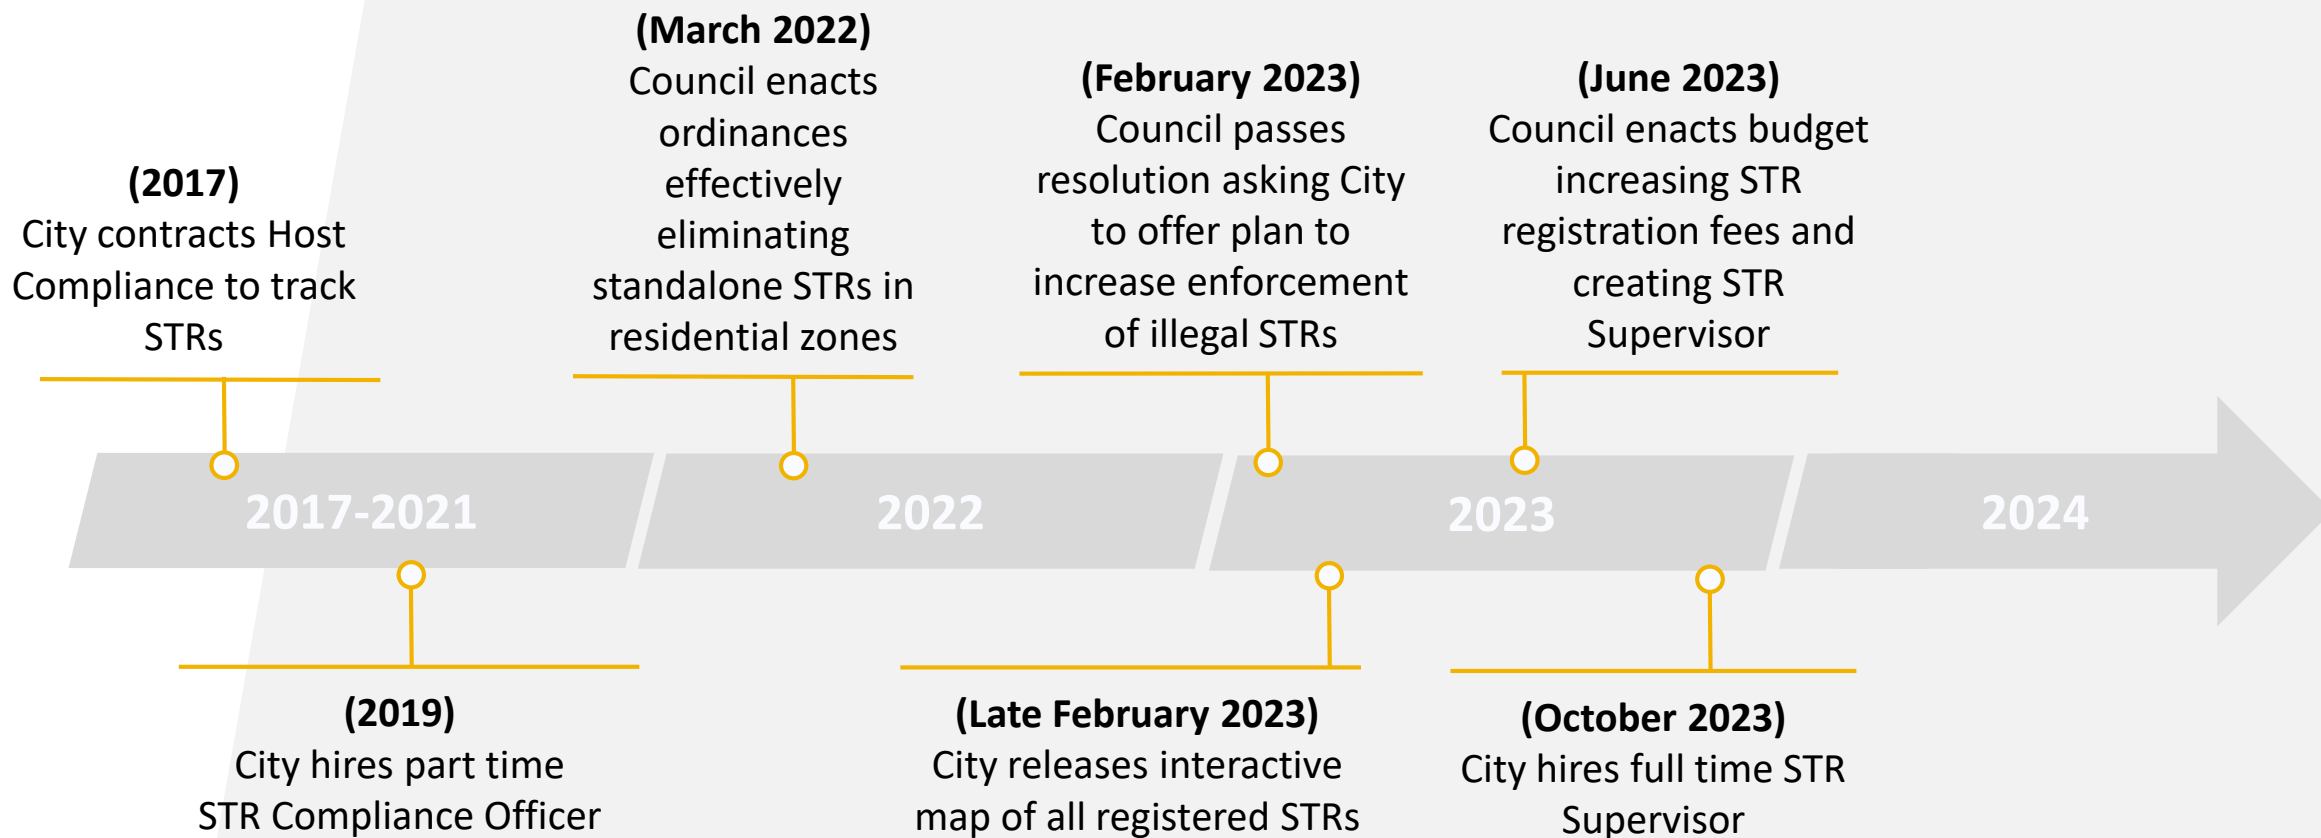 (2017)
City contracts Host
Compliance to track
STRs
(March 2022)
Council enacts
ordinances
effectively
eliminating
standalone STRs in
residential zones
(February 2023)
Council passes
resolution asking City
to offer plan to
increase enforcement
of illegal STRs
(June 2023)
Council enacts budget
increasing STR
registration fees and
creating STR
Supervisor
2017-2021
2022
2023
2024
(2019)
City hires part time
STR Compliance Officer
(Late February 2023)
City releases interactive
map of all registered STRs
(October 2023)
City hires full time STR
Supervisor